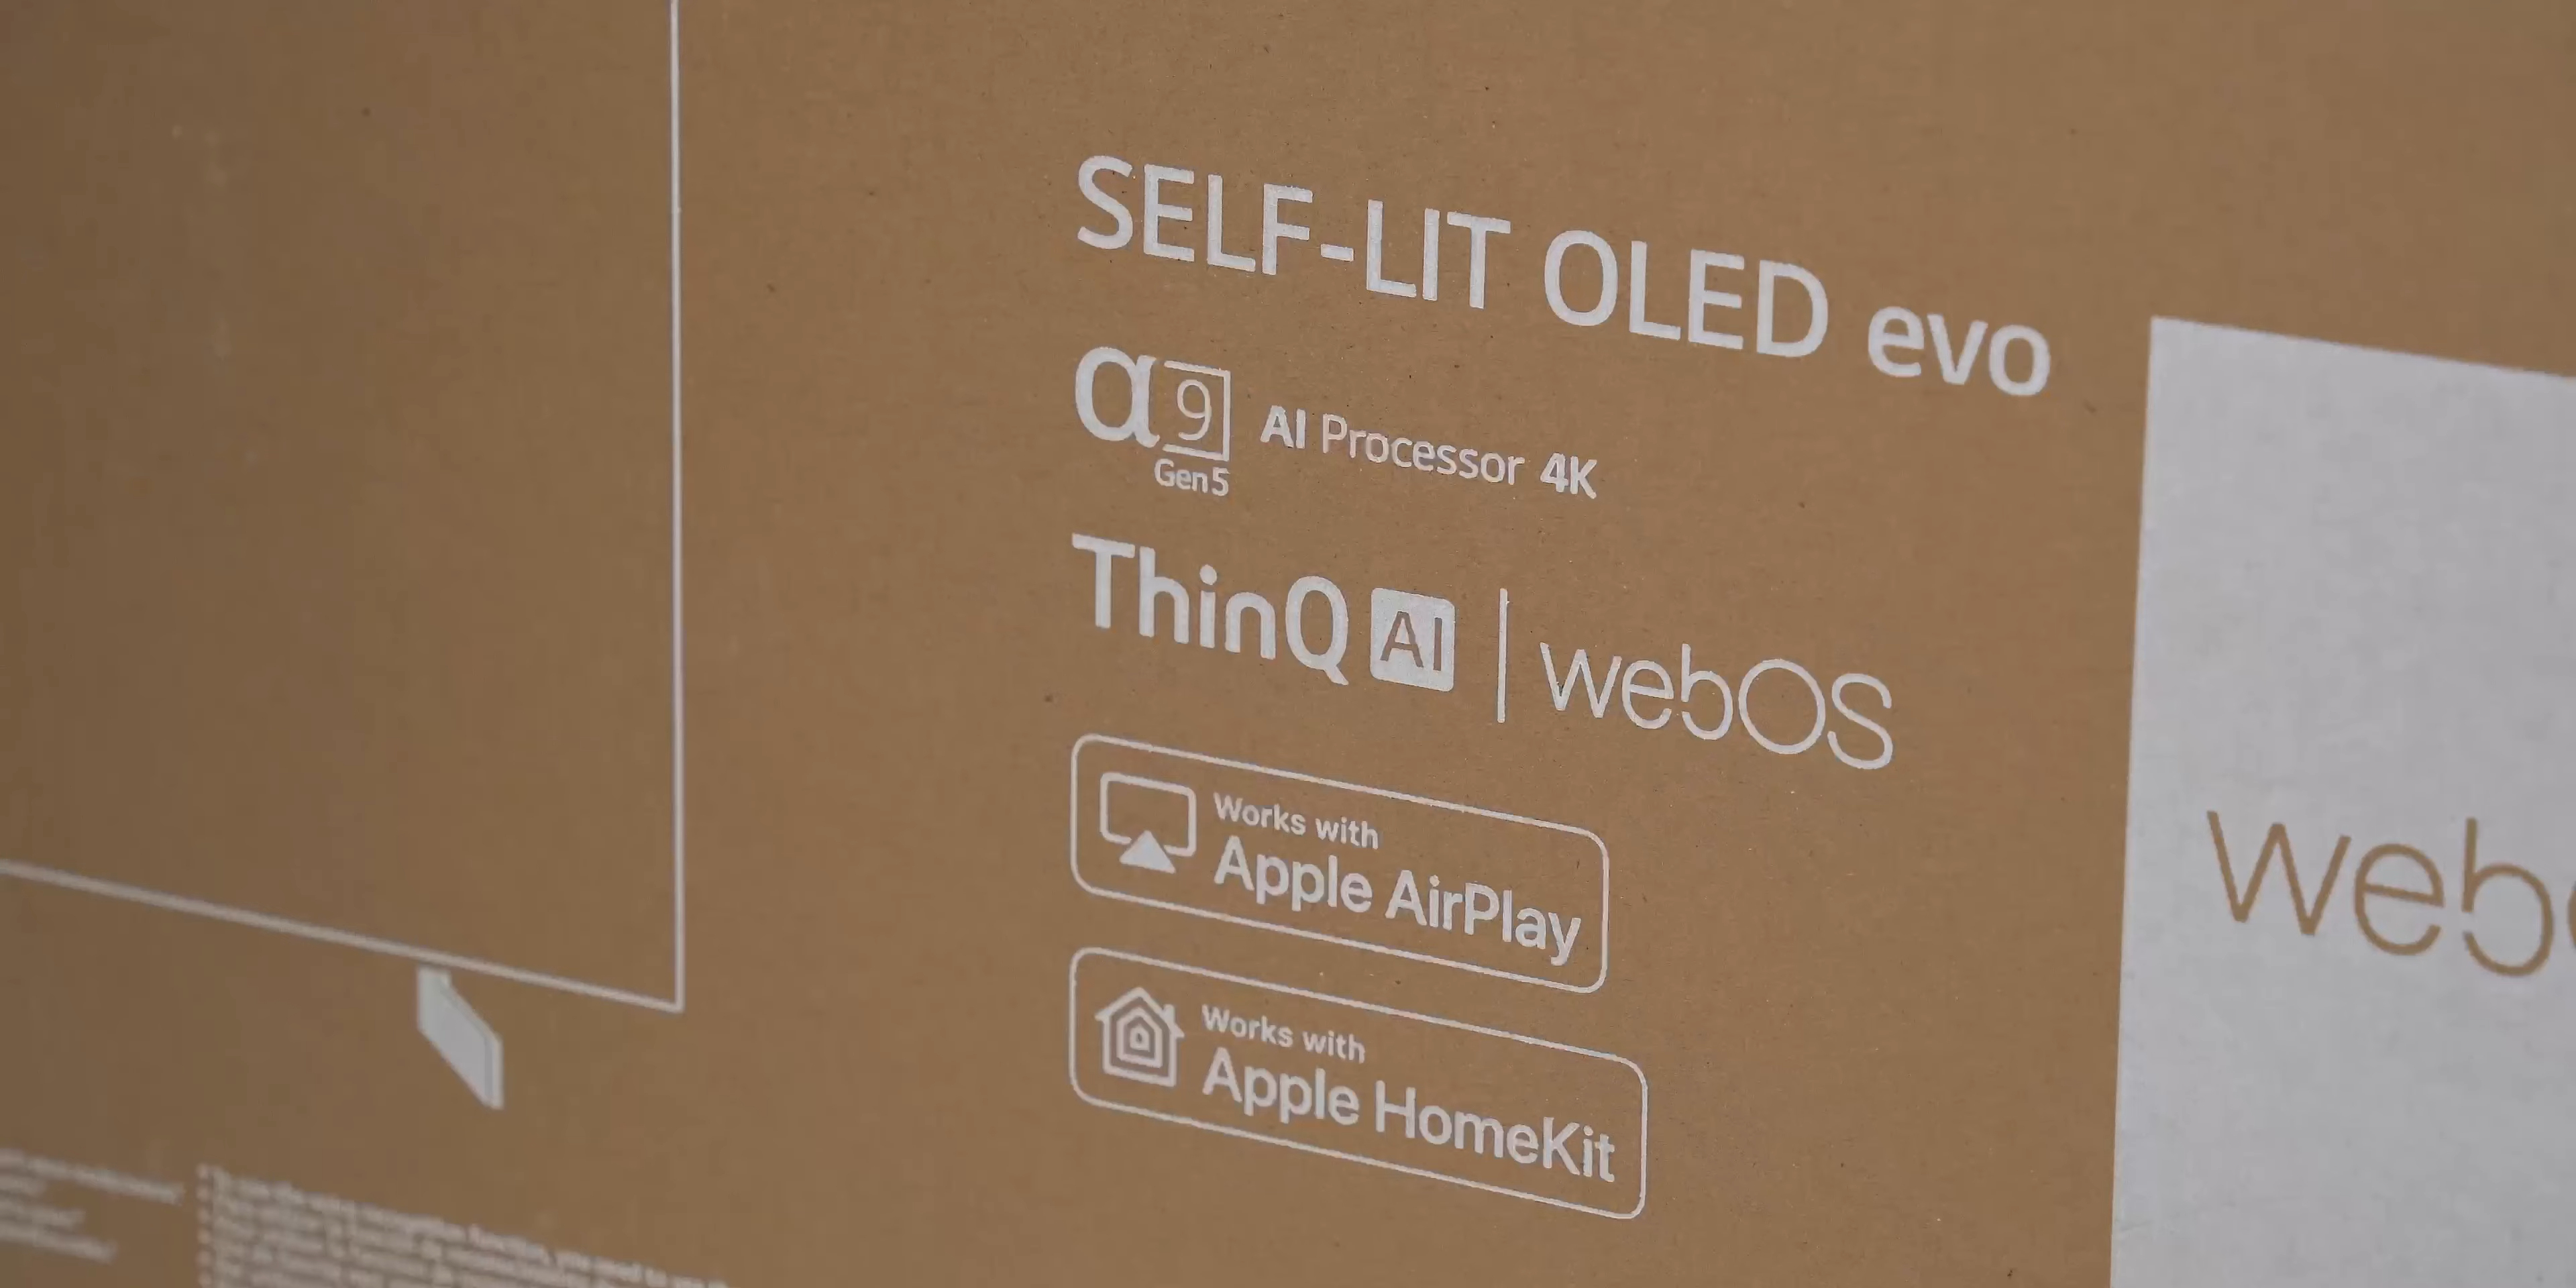 SELF-LIT OLED evo
α9 AI Processor 4K
Gen5
ThinQ AI | webOS
Works with
Apple AirPlay
Works with
Apple HomeKit
web